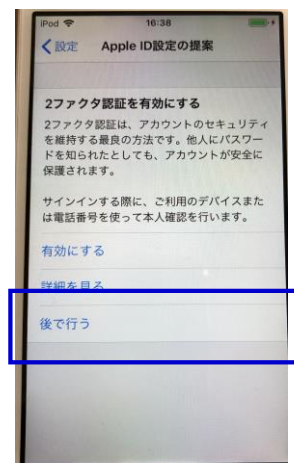 iPod 16:38
設定 Apple ID設定の提案
2ファクタ認証を有効にする
2ファクタ認証は、アカウントのセキュリティ
を維持する最良の方法です。他人にパスワー
ドを知られたとしても、アカウントが安全に
保護されます。
サインインする際に、ご利用のデバイスまた
は電話番号を使って本人確認を行います。
有効にする
詳細を見る
後で行う